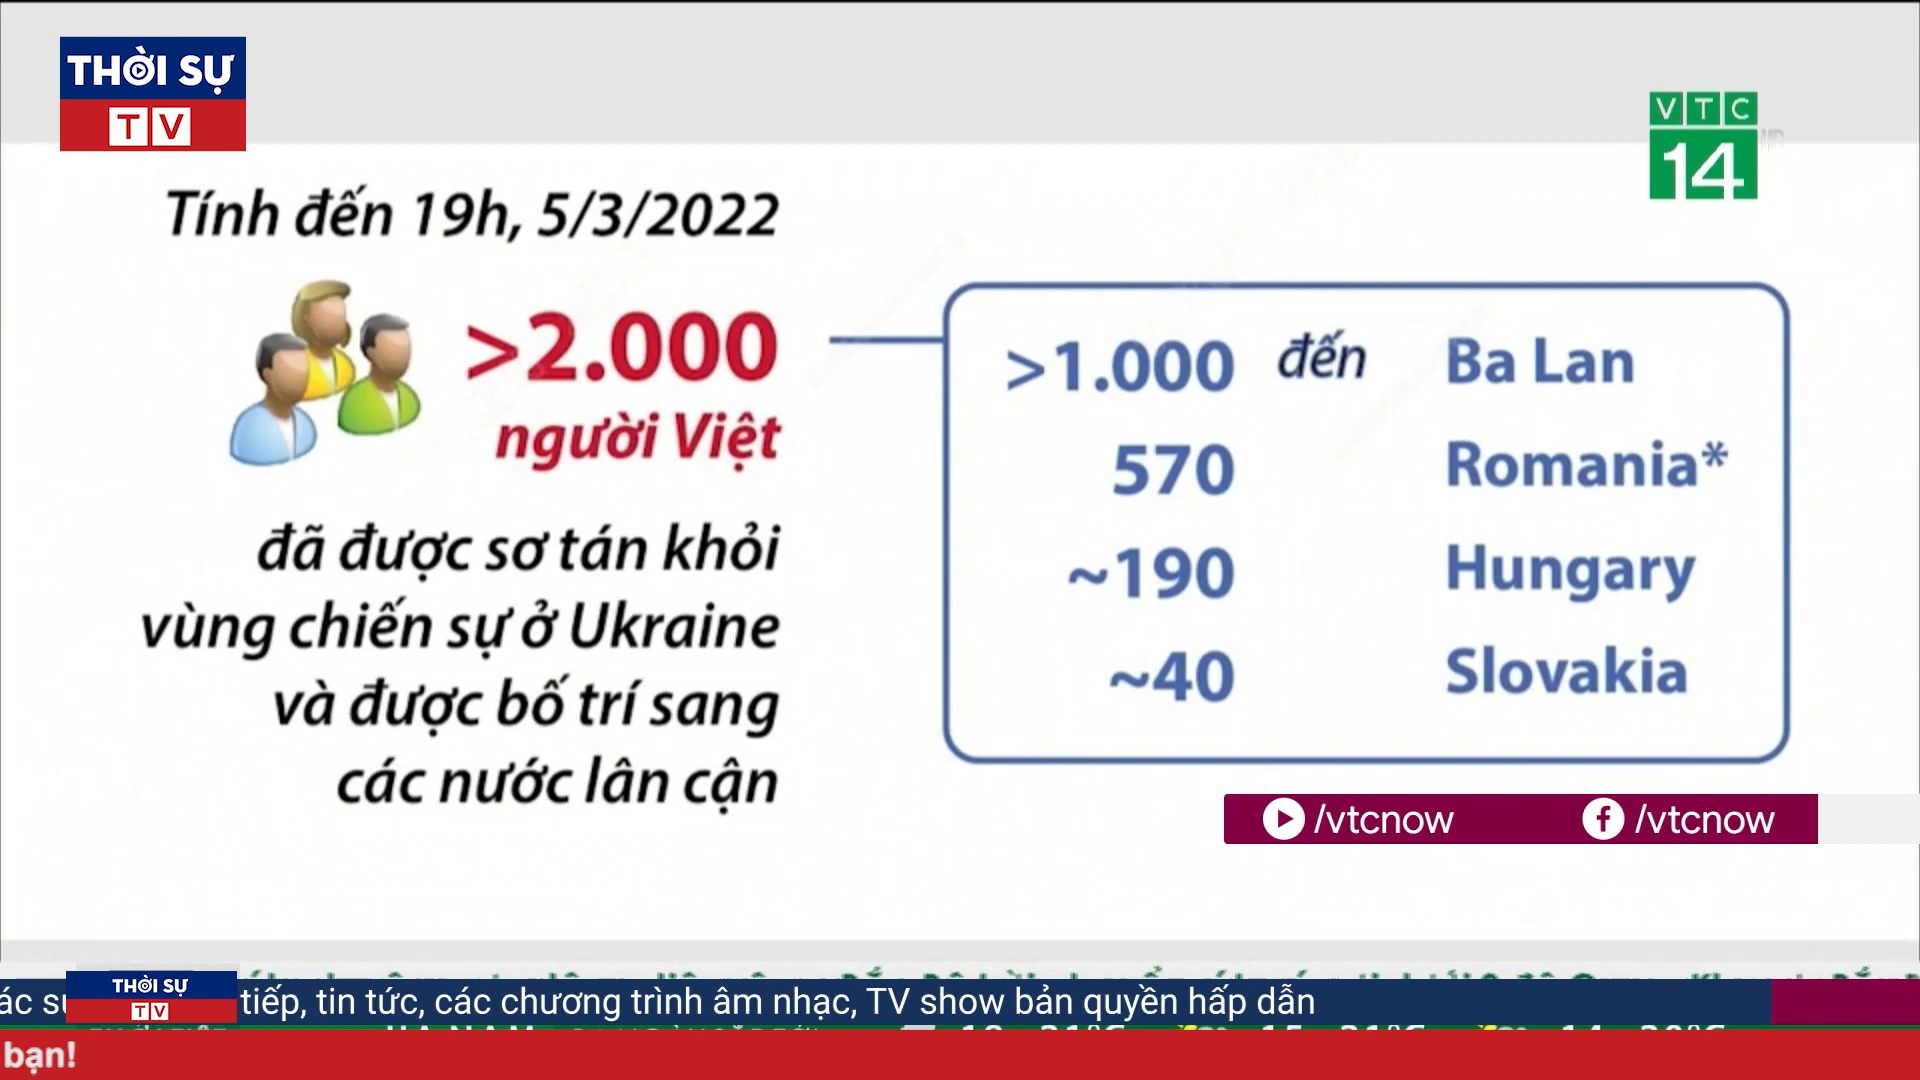 THỜI SỰ
TV
VTC
14
Tính đến 19h, 5/3/2022
>2.000
người Việt
đã được sơ tán khỏi
vùng chiến sự ở Ukraine
và được bố trí sang
các nước lân cận
>1.000 đến Ba Lan
570 Romania*
~190 Hungary
~40 Slovakia
/vtcnow /vtcnow
THỜI SỰ
TV
tiếp, tin tức, các chương trình âm nhạc, TV show bản quyền hấp dẫn
bạn!